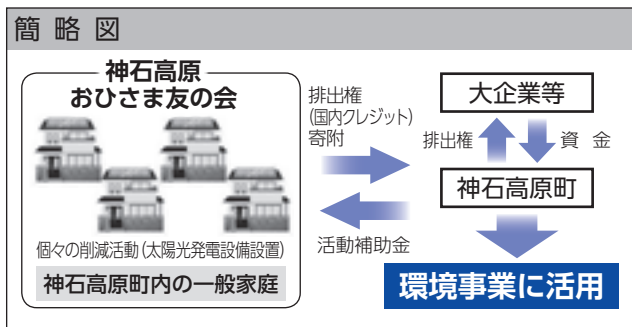 簡略図
神石高原
おひさま友の会
個々の削減活動(太陽光発電設備設置)
神石高原町内の一般家庭
排出権
(国内クレジット)
寄附
活動補助金
大企業等
排出権
資金
神石高原町
環境事業に活用